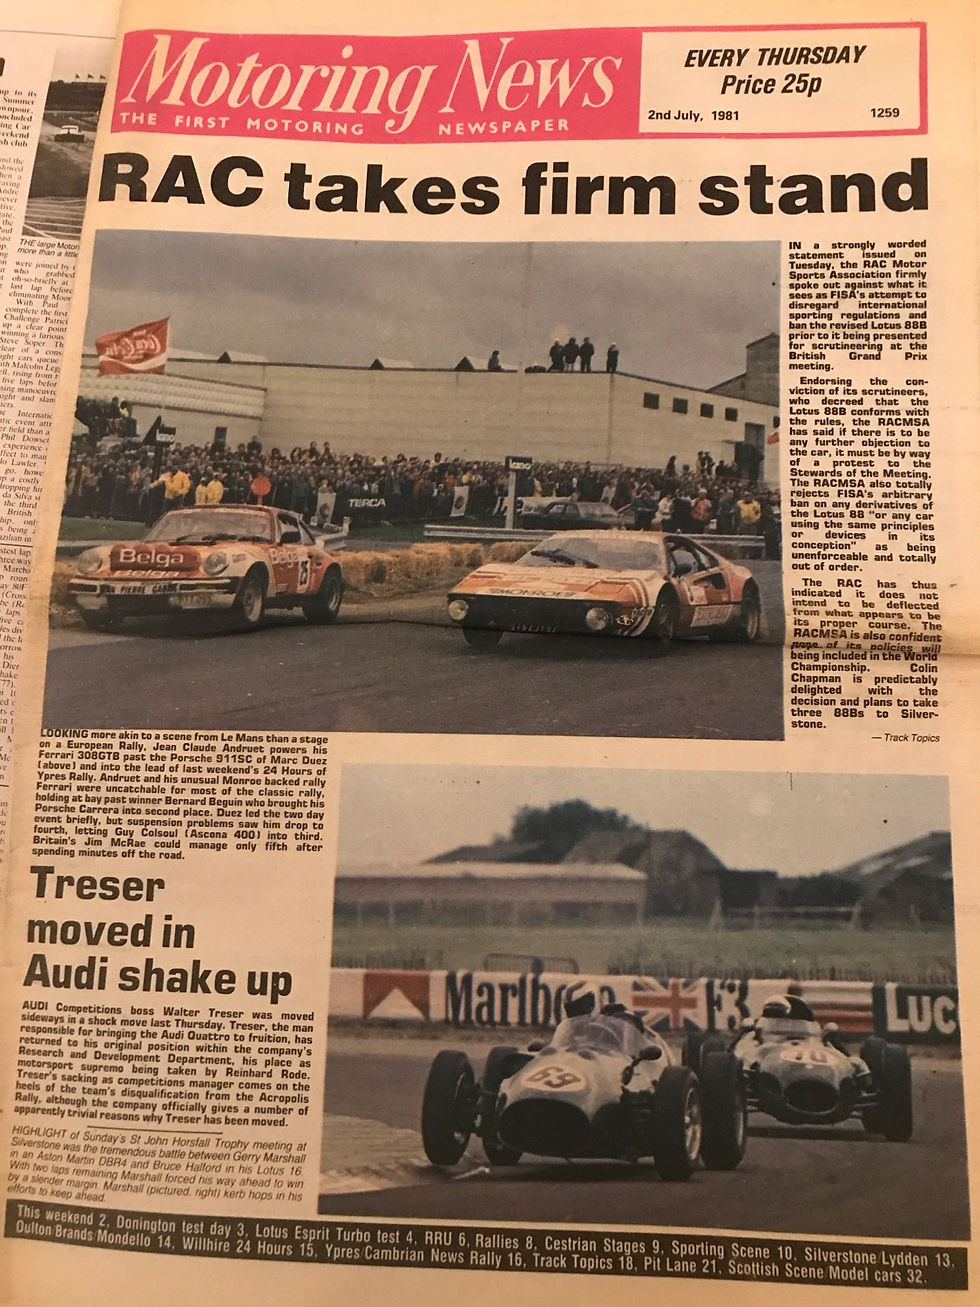 Motoring News
THE FIRST MOTORING NEWSPAPER
EVERY THURSDAY
Price 25p
2nd July, 1981
1259
RAC takes firm stand
IN a strongly worded
statement issued on
Tuesday, the RAC Motor
Sports Association firmly
spoke out against what it
sees as FISA's attempt to
disregard international
sporting regulations and
ban the revised Lotus 88B
prior to it being presented
for scrutineering at the
British Grand Prix
meeting.
Endorsing the con-
viction of its scrutineers,
who decreed that the
Lotus 88B conforms with
the rules, the RACMSA
has said if there is to be
any further objection to
the car, it must be by way
of a protest to the
Stewards of the Meeting.
The RACMSA also totally
rejects FISA's arbitrary
ban on any derivatives of
the Lotus 88 "or any car
using the same principles
or devices in its
conception" as being
unenforceable and totally
out of order.
The RAC has thus
indicated it does not
intend to be deflected
from what appears to be
its proper course. The
RACMSA is also confident
none of its policies will
being included in the World
Championship. Colin
Chapman is predictably
delighted with the
decision and plans to take
three 88Bs to Silver-
stone.
— Track Topics
TERCA
Belga
Belga
25
MONROE
LOOKING more akin to a scene from Le Mans than a stage
on a European Rally, Jean Claude Andruet powers his
Ferrari 308GTB past the Porsche 911SC of Marc Duez
(above) and into the lead of last weekend's 24 Hours of
Ypres Rally. Andruet and his unusual Monroe backed rally
Ferrari were uncatchable for most of the classic rally,
holding at bay past winner Bernard Beguin who brought his
Porsche Carrera into second place. Duez led the two day
event briefly, but suspension problems saw him drop to
fourth, letting Guy Colsoul (Ascona 400) into third.
Britain's Jim McRae could manage only fifth after
spending minutes off the road.
Treser
moved in
Audi shake up
AUDI Competitions boss Walter Treser was moved
sideways in a shock move last Thursday. Treser, the man
responsible for bringing the Audi Quattro to fruition, has
returned to his original position within the company's
Research and Development Department, his place as
motorsport supremo being taken by Reinhard Rode.
Treser's sacking as competitions manager comes on the
heels of the team's disqualification from the Acropolis
Rally, although the company officially gives a number of
apparently trivial reasons why Treser has been moved.
HIGHLIGHT of Sunday's St John Horsfall Trophy meeting at
Silverstone was the tremendous battle between Gerry Marshall
in an Aston Martin DBR4 and Bruce Halford in his Lotus 16.
With two laps remaining Marshall forced his way ahead to win
by a slender margin. Marshall (pictured, right) kerb hops in his
efforts to keep ahead.
Marlboro
F3
Luc
69
This weekend 2, Donington test day 3, Lotus Esprit Turbo test 4, RRU 6, Rallies 8, Cestrian Stages 9, Sporting Scene 10, Silverstone/Lydden 13,
Oulton/Brands/Mondello 14, Willhire 24 Hours 15, Ypres/Cambrian News Rally 16, Track Topics 18, Pit Lane 21, Scottish Scene/Model cars 32.